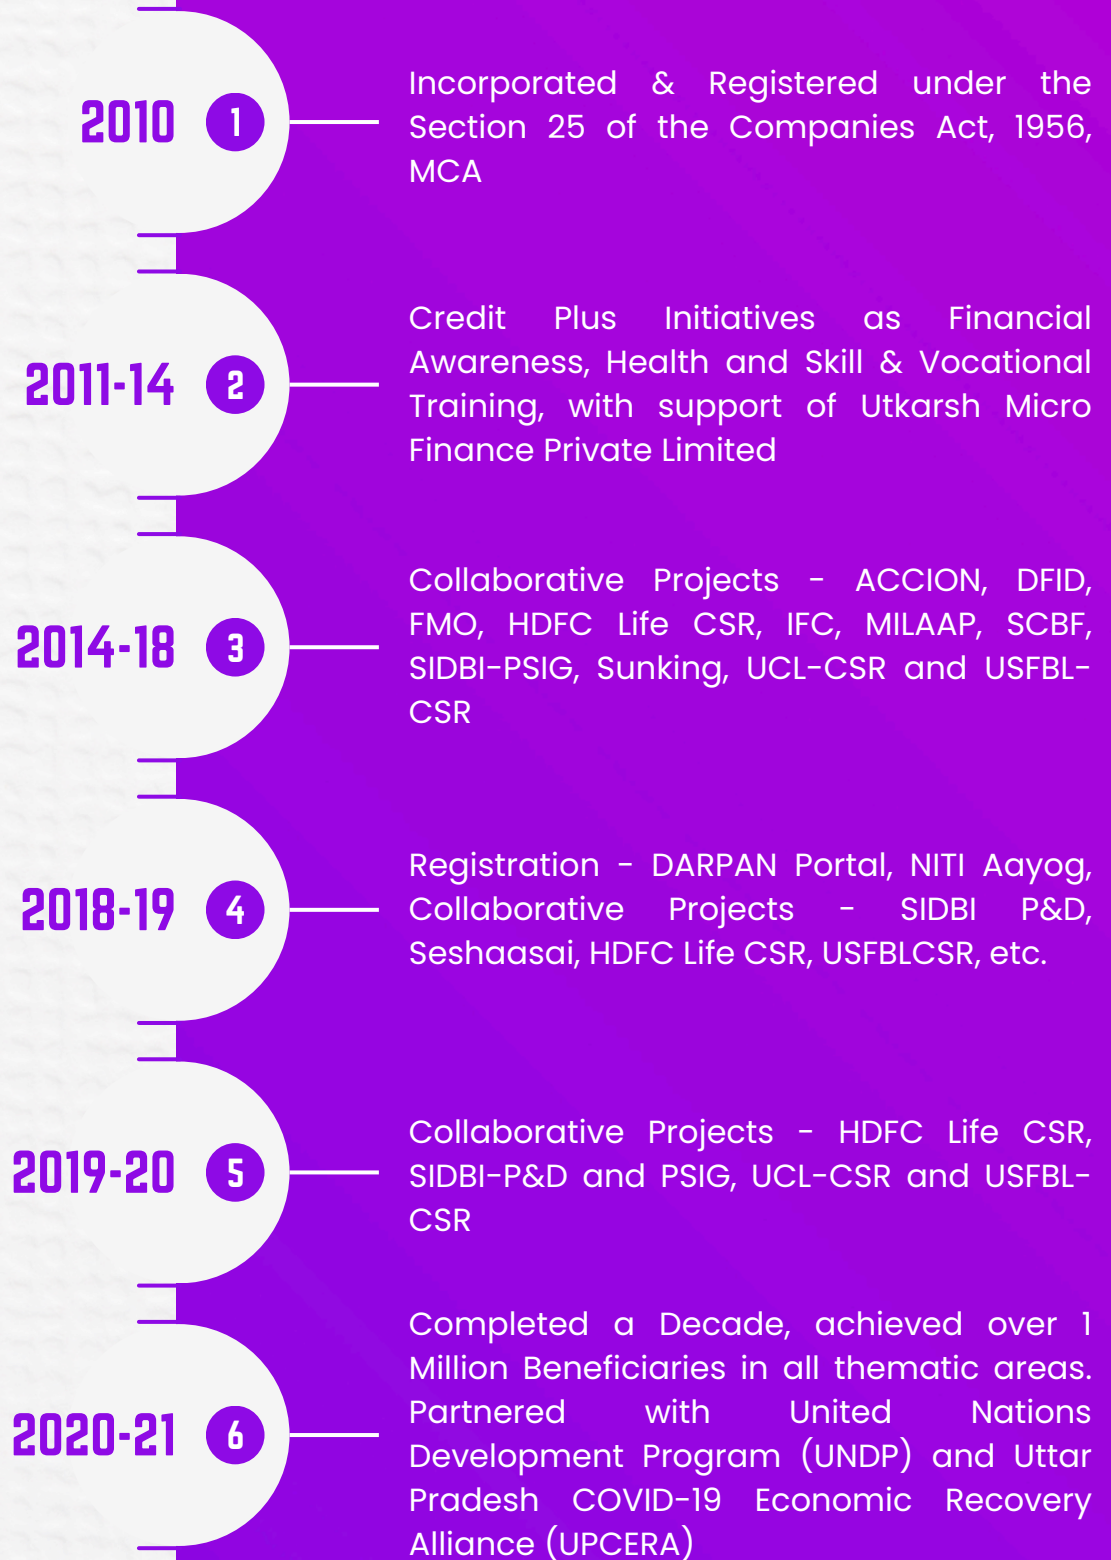 2010
1
Incorporated & Registered under the
Section 25 of the Companies Act, 1956,
MCA
2011-14
2
Credit Plus Initiatives as Financial
Awareness, Health and Skill & Vocational
Training, with support of Utkarsh Micro
Finance Private Limited
2014-18
3
Collaborative Projects - ACCION, DFID,
FMO, HDFC Life CSR, IFC, MILAAP, SCBF,
SIDBI-PSIG, Sunking, UCL-CSR and USFBL-
CSR
2018-19
4
Registration - DARPAN Portal, NITI Aayog,
Collaborative Projects - SIDBI P&D,
Seshaasai, HDFC Life CSR, USFBLCSR, etc.
2019-20
5
Collaborative Projects - HDFC Life CSR,
SIDBI-P&D and PSIG, UCL-CSR and USFBL-
CSR
2020-21
6
Completed a Decade, achieved over 1
Million Beneficiaries in all thematic areas.
Partnered with United Nations
Development Program (UNDP) and Uttar
Pradesh COVID-19 Economic Recovery
Alliance (UPCERA)